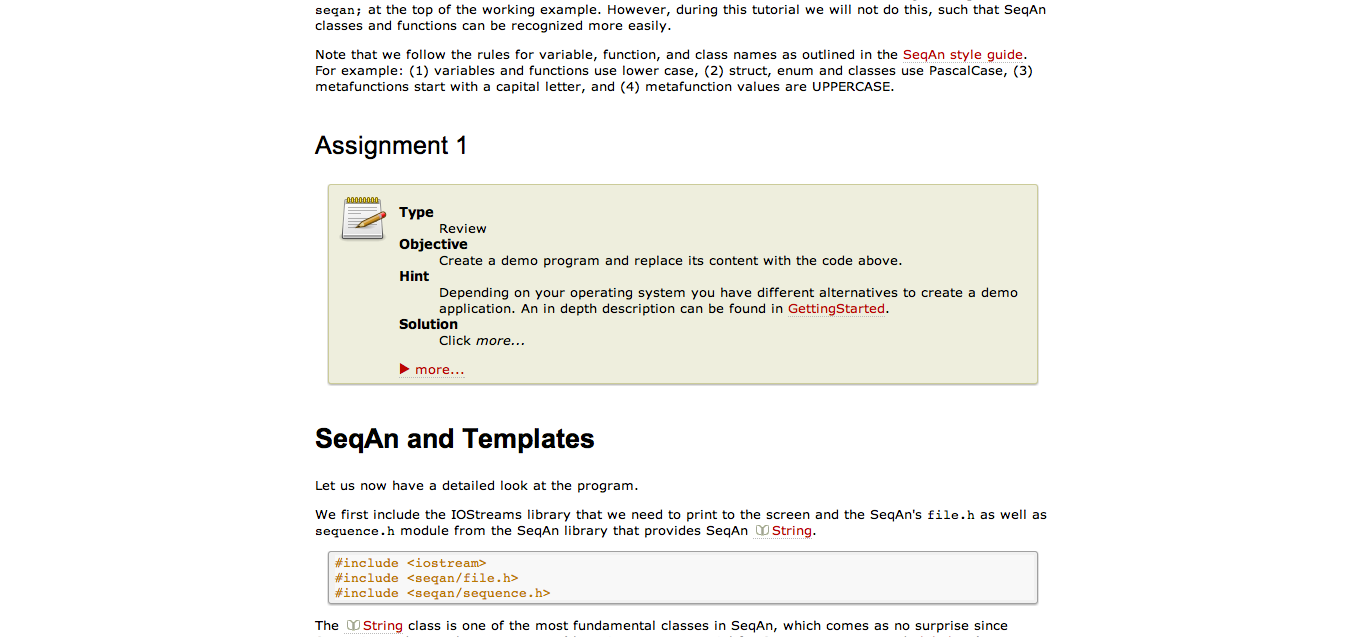 seqan; at the top of the working example. However, during this tutorial we will not do this, such that SeqAn
classes and functions can be recognized more easily.
Note that we follow the rules for variable, function, and class names as outlined in the SeqAn style guide.
For example: (1) variables and functions use lower case, (2) struct, enum and classes use PascalCase, (3)
metafunctions start with a capital letter, and (4) metafunction values are UPPERCASE.
Assignment 1
Type
Review
Objective
Create a demo program and replace its content with the code above.
Hint
Depending on your operating system you have different alternatives to create a demo
application. An in depth description can be found in GettingStarted.
Solution
Click more...
more...
SeqAn and Templates
Let us now have a detailed look at the program.
We first include the IOStreams library that we need to print to the screen and the SeqAn's file.h as well as
sequence.h module from the SeqAn library that provides SeqAn String.
#include <iostream>
#include <seqan/file.h>
#include <seqan/sequence.h>
The String class is one of the most fundamental classes in SeqAn, which comes as no surprise since